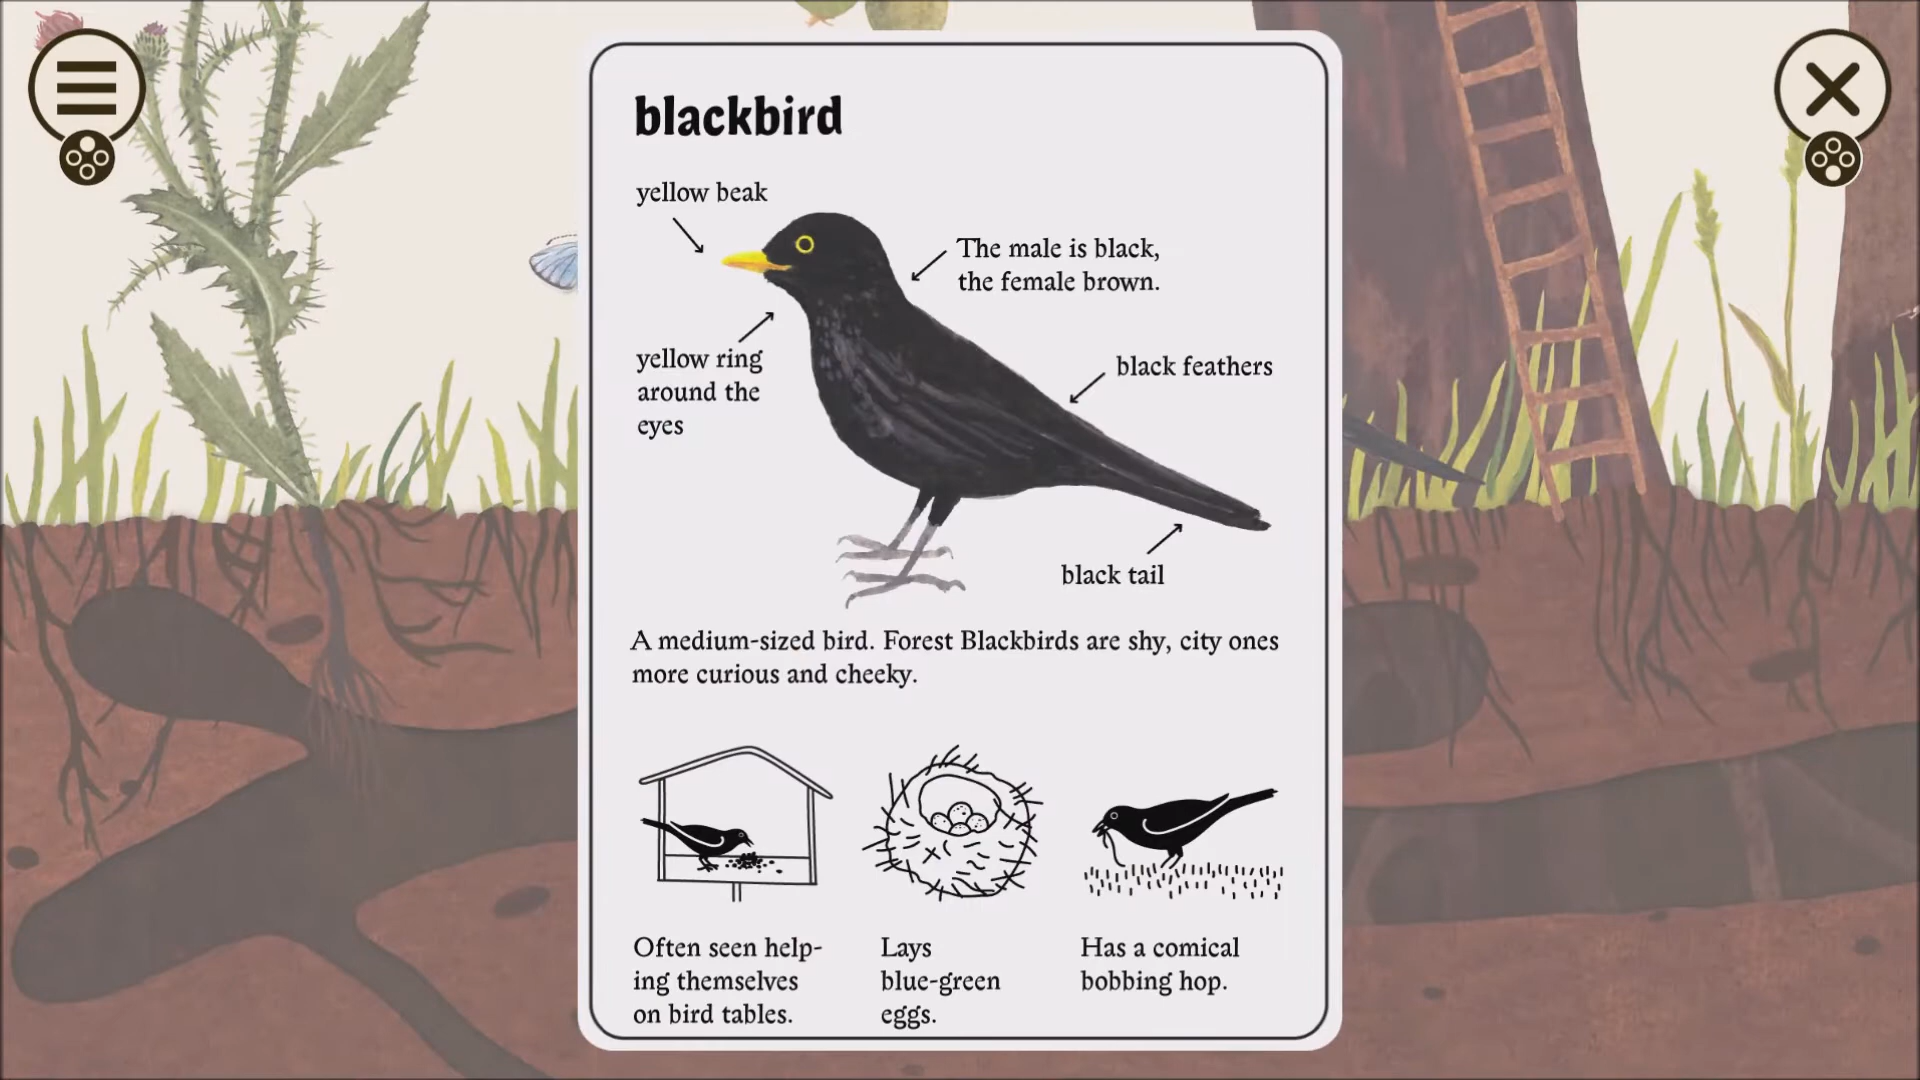 blackbird
yellow beak
The male is black,
the female brown.
yellow ring
around the
eyes
black feathers
black tail
A medium-sized bird. Forest Blackbirds are shy, city ones
more curious and cheeky.
Often seen help-
ing themselves
on bird tables.
Lays
blue-green
eggs.
Has a comical
bobbing hop.